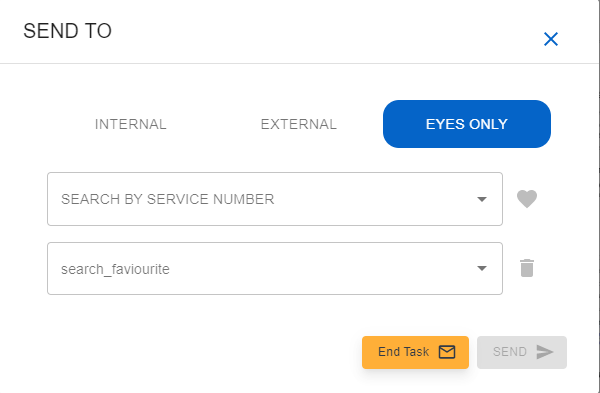 SEND TO
INTERNAL EXTERNAL EYES ONLY
SEARCH BY SERVICE NUMBER
search_faviourite
End Task SEND